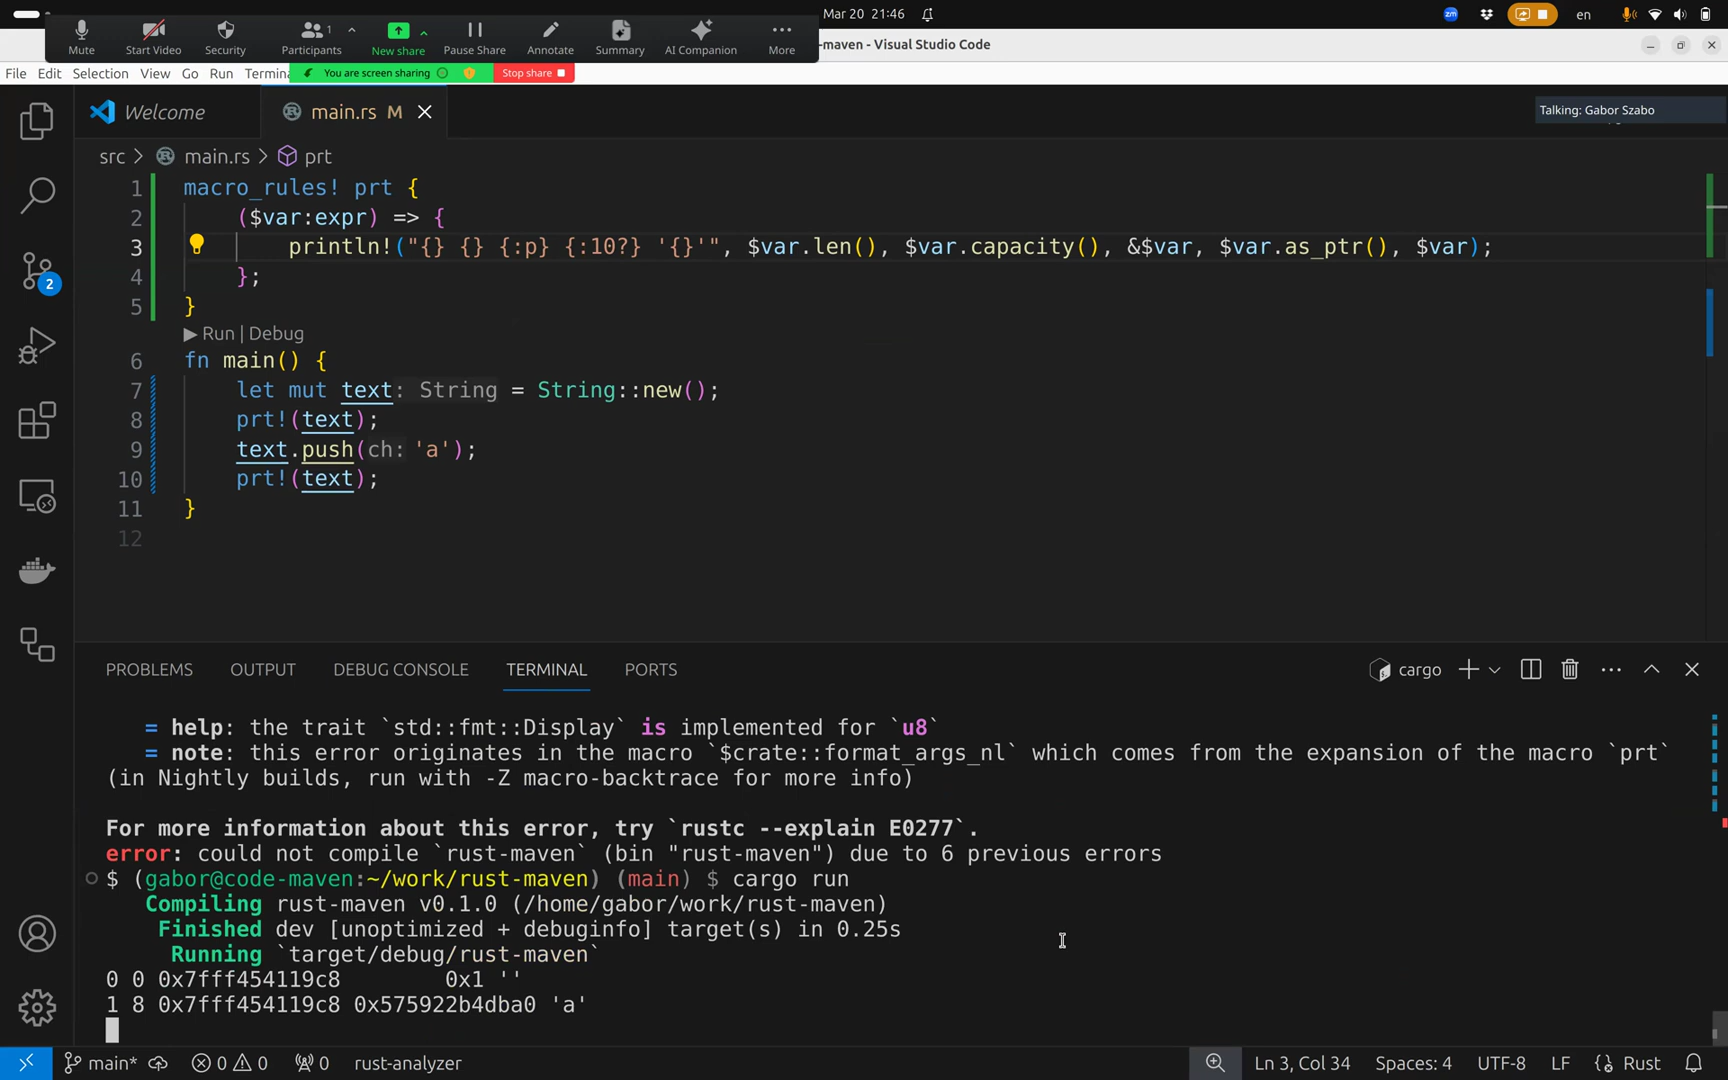 Mar 20 21:46
zm
en
Mute
Start Video
Security
Participants
1
New share
Pause Share
Annotate
Summary
AI Companion
More
-maven - Visual Studio Code
File Edit Selection View Go Run Termin
You are screen sharing
Stop share
Talking: Gabor Szabo
Welcome
main.rs M
src > main.rs > prt
1 macro_rules! prt {
2 ($var:expr) => {
3 println!("{} {} {:p} {:10?} '{}'", $var.len(), $var.capacity(), &$var, $var.as_ptr(), $var);
4 };
5 }
Run | Debug
6 fn main() {
7 let mut text: String = String::new();
8 prt!(text);
9 text.push(ch: 'a');
10 prt!(text);
11 }
12
2
PROBLEMS OUTPUT DEBUG CONSOLE TERMINAL PORTS
cargo
= help: the trait `std::fmt::Display` is implemented for `u8`
= note: this error originates in the macro `$crate::format_args_nl` which comes from the expansion of the macro `prt`
(in Nightly builds, run with -Z macro-backtrace for more info)
For more information about this error, try `rustc --explain E0277`.
error: could not compile `rust-maven` (bin "rust-maven") due to 6 previous errors
$ (gabor@code-maven:~/work/rust-maven) (main) $ cargo run
Compiling rust-maven v0.1.0 (/home/gabor/work/rust-maven)
Finished dev [unoptimized + debuginfo] target(s) in 0.25s
Running `target/debug/rust-maven`
0 0 0x7fff454119c8        0x1 ''
1 8 0x7fff454119c8 0x575922b4dba0 'a'
main* 0 0 0 rust-analyzer
Ln 3, Col 34 Spaces: 4 UTF-8 LF {} Rust